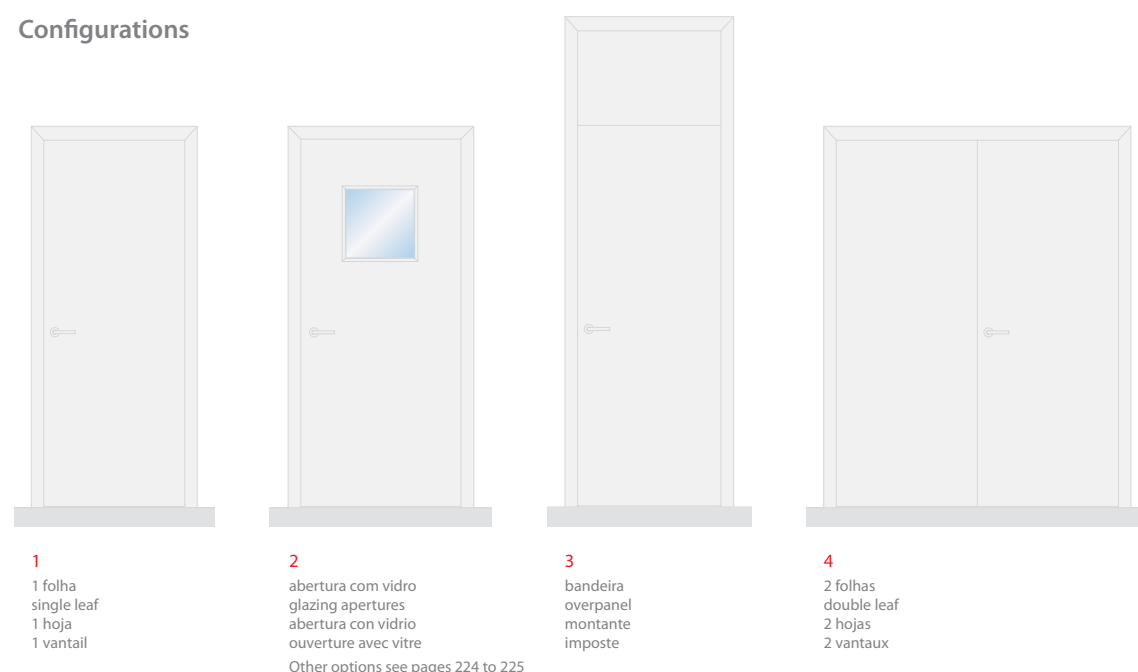 Configurations
1
1 folha
single leaf
1 hoja
1 vantail
2
abertura com vidro
glazing apertures
abertura con vidrio
ouverture avec vitre
Other options see pages 224 to 225
3
bandeira
overpanel
montante
imposte
4
2 folhas
double leaf
2 hojas
2 vantaux